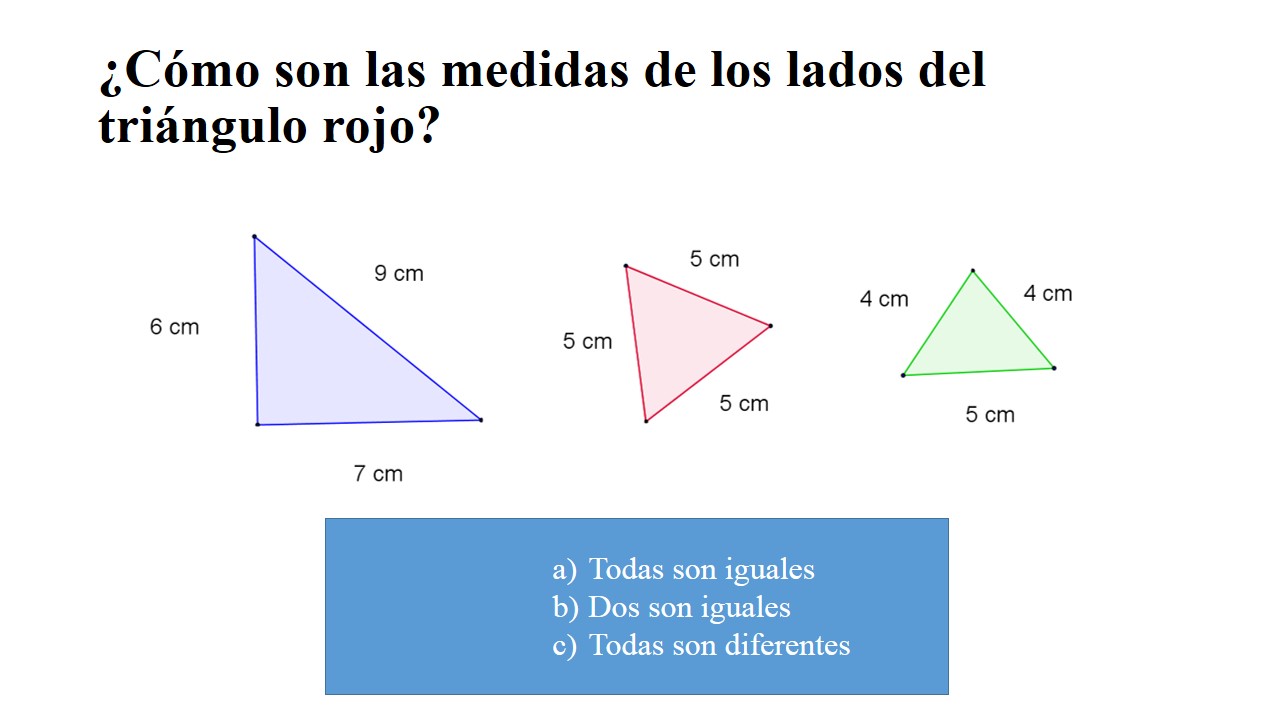 ¿Cómo son las medidas de los lados del
triángulo rojo?
9 cm
6 cm
7 cm
5 cm
5 cm
5 cm
4 cm
4 cm
5 cm
a) Todas son iguales
b) Dos son iguales
c) Todas son diferentes